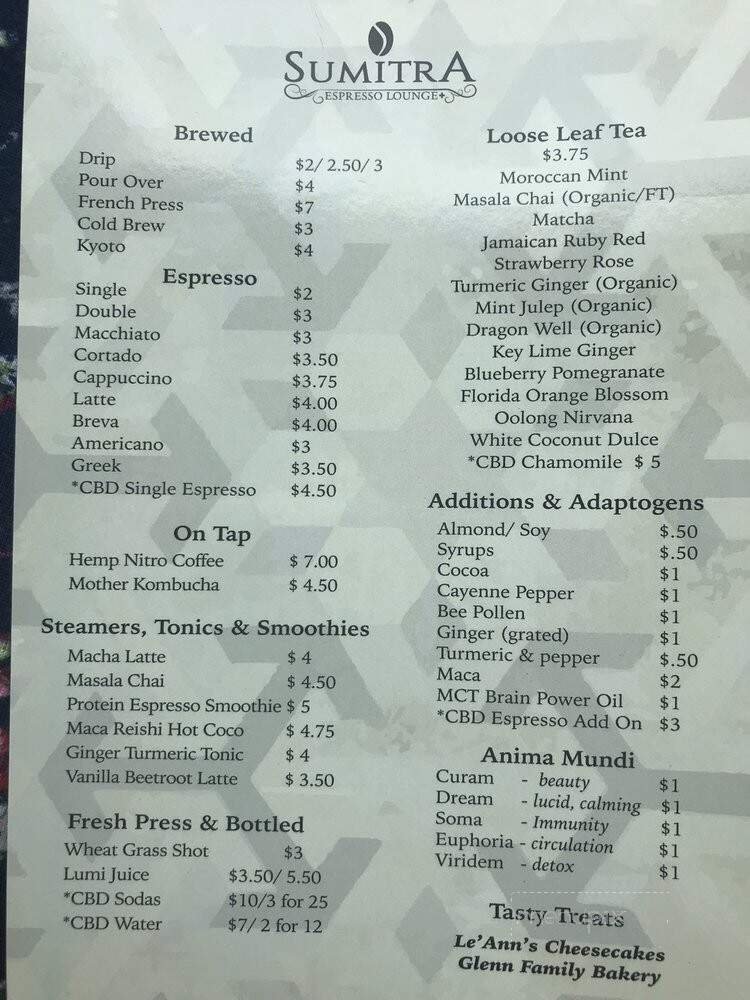 SUMITRA
ESPRESSO LOUNGE+
Brewed
Drip $2/ 2.50/ 3
Pour Over $4
French Press $7
Cold Brew $3
Kyoto $4
Espresso
Single $2
Double $3
Macchiato $3
Cortado $3.50
Cappuccino $3.75
Latte $4.00
Breva $4.00
Americano $3
Greek $3.50
*CBD Single Espresso $4.50
On Tap
Hemp Nitro Coffee $ 7.00
Mother Kombucha $ 4.50
Steamers, Tonics & Smoothies
Macha Latte $ 4
Masala Chai $ 4.50
Protein Espresso Smoothie $ 5
Maca Reishi Hot Coco $ 4.75
Ginger Turmeric Tonic $ 4
Vanilla Beetroot Latte $ 3.50
Fresh Press & Bottled
Wheat Grass Shot $3
Lumi Juice $3.50/ 5.50
*CBD Sodas $10/3 for 25
*CBD Water $7/ 2 for 12
Loose Leaf Tea
$3.75
Moroccan Mint
Masala Chai (Organic/FT)
Matcha
Jamaican Ruby Red
Strawberry Rose
Turmeric Ginger (Organic)
Mint Julep (Organic)
Dragon Well (Organic)
Key Lime Ginger
Blueberry Pomegranate
Florida Orange Blossom
Oolong Nirvana
White Coconut Dulce
*CBD Chamomile $ 5
Additions & Adaptogens
Almond/ Soy $.50
Syrups $.50
Cocoa $1
Cayenne Pepper $1
Bee Pollen $1
Ginger (grated) $1
Turmeric & pepper $.50
Maca $2
MCT Brain Power Oil $1
*CBD Espresso Add On $3
Anima Mundi
Curam - beauty $1
Dream - lucid, calming $1
Soma - Immunity $1
Euphoria - circulation $1
Viridem - detox $1
Tasty Treats
Le'Ann's Cheesecakes
Glenn Family Bakery